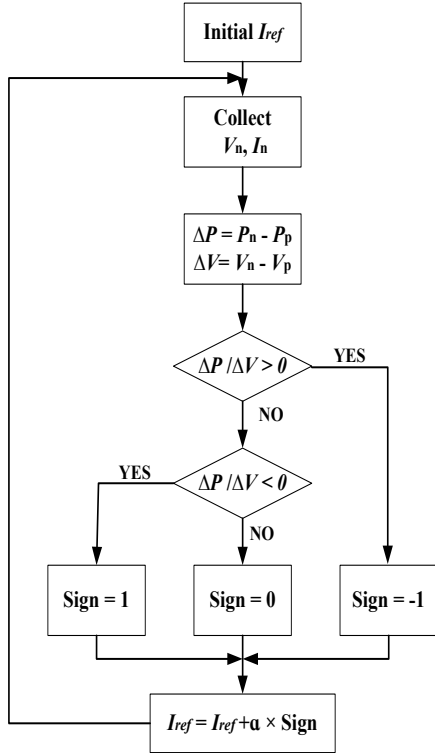 Initial Iref
Collect
Vn, In
ΔP = Pn - Pp
ΔV= Vn - Vp
ΔP /ΔV > 0
YES
NO
ΔP /ΔV < 0
YES
NO
Sign = 1
Sign = 0
Sign = -1
Iref = Iref +α × Sign